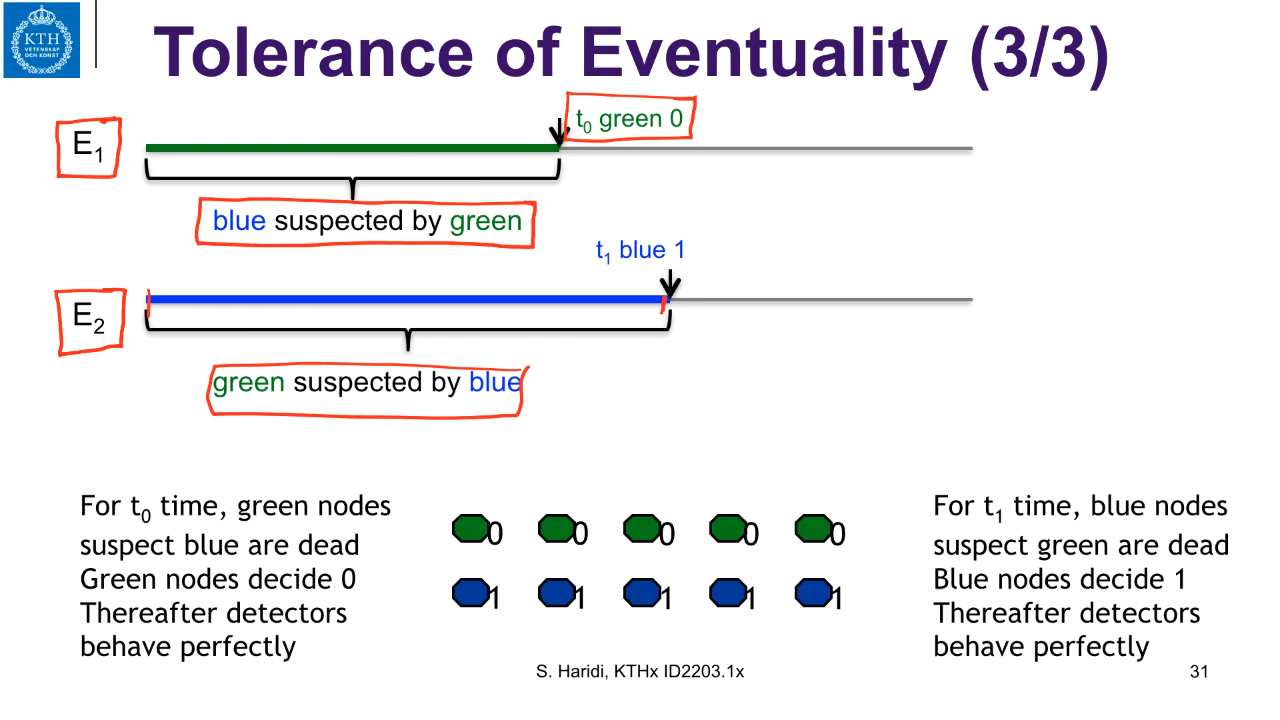 KTH
VETENSKAP
OCH KONST
Tolerance of Eventuality (3/3)
t0 green 0
E1
blue suspected by green
t1 blue 1
E2
green suspected by blue
For t0 time, green nodes
suspect blue are dead
Green nodes decide 0
Thereafter detectors
behave perfectly
0 0 0 0 0
1 1 1 1 1
For t1 time, blue nodes
suspect green are dead
Blue nodes decide 1
Thereafter detectors
behave perfectly
S. Haridi, KTHx ID2203.1x
31